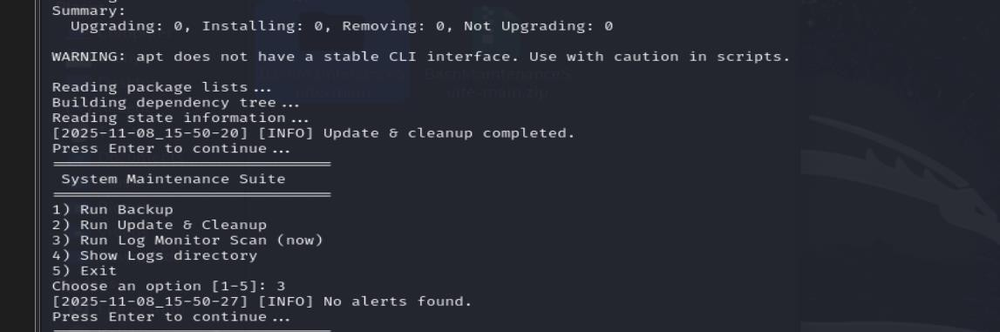 Summary:
Upgrading: 0, Installing: 0, Removing: 0, Not Upgrading: 0
WARNING: apt does not have a stable CLI interface. Use with caution in scripts.
Reading package lists...
Building dependency tree...
Reading state information...
[2025-11-08_15-50-20] [INFO] Update & cleanup completed.
Press Enter to continue...
System Maintenance Suite
1) Run Backup
2) Run Update & Cleanup
3) Run Log Monitor Scan (now)
4) Show Logs directory
5) Exit
Choose an option [1-5]: 3
[2025-11-08_15-50-27] [INFO] No alerts found.
Press Enter to continue...